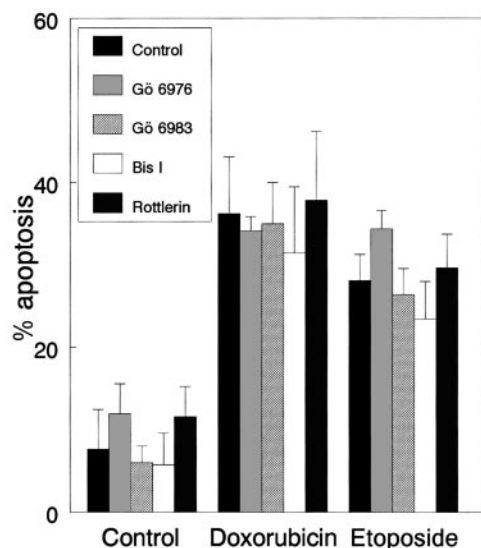 60
Control
Gö 6976
Gö 6983
Bis I
Rottlerin
40
20
0
% apoptosis
Control Doxorubicin Etoposide